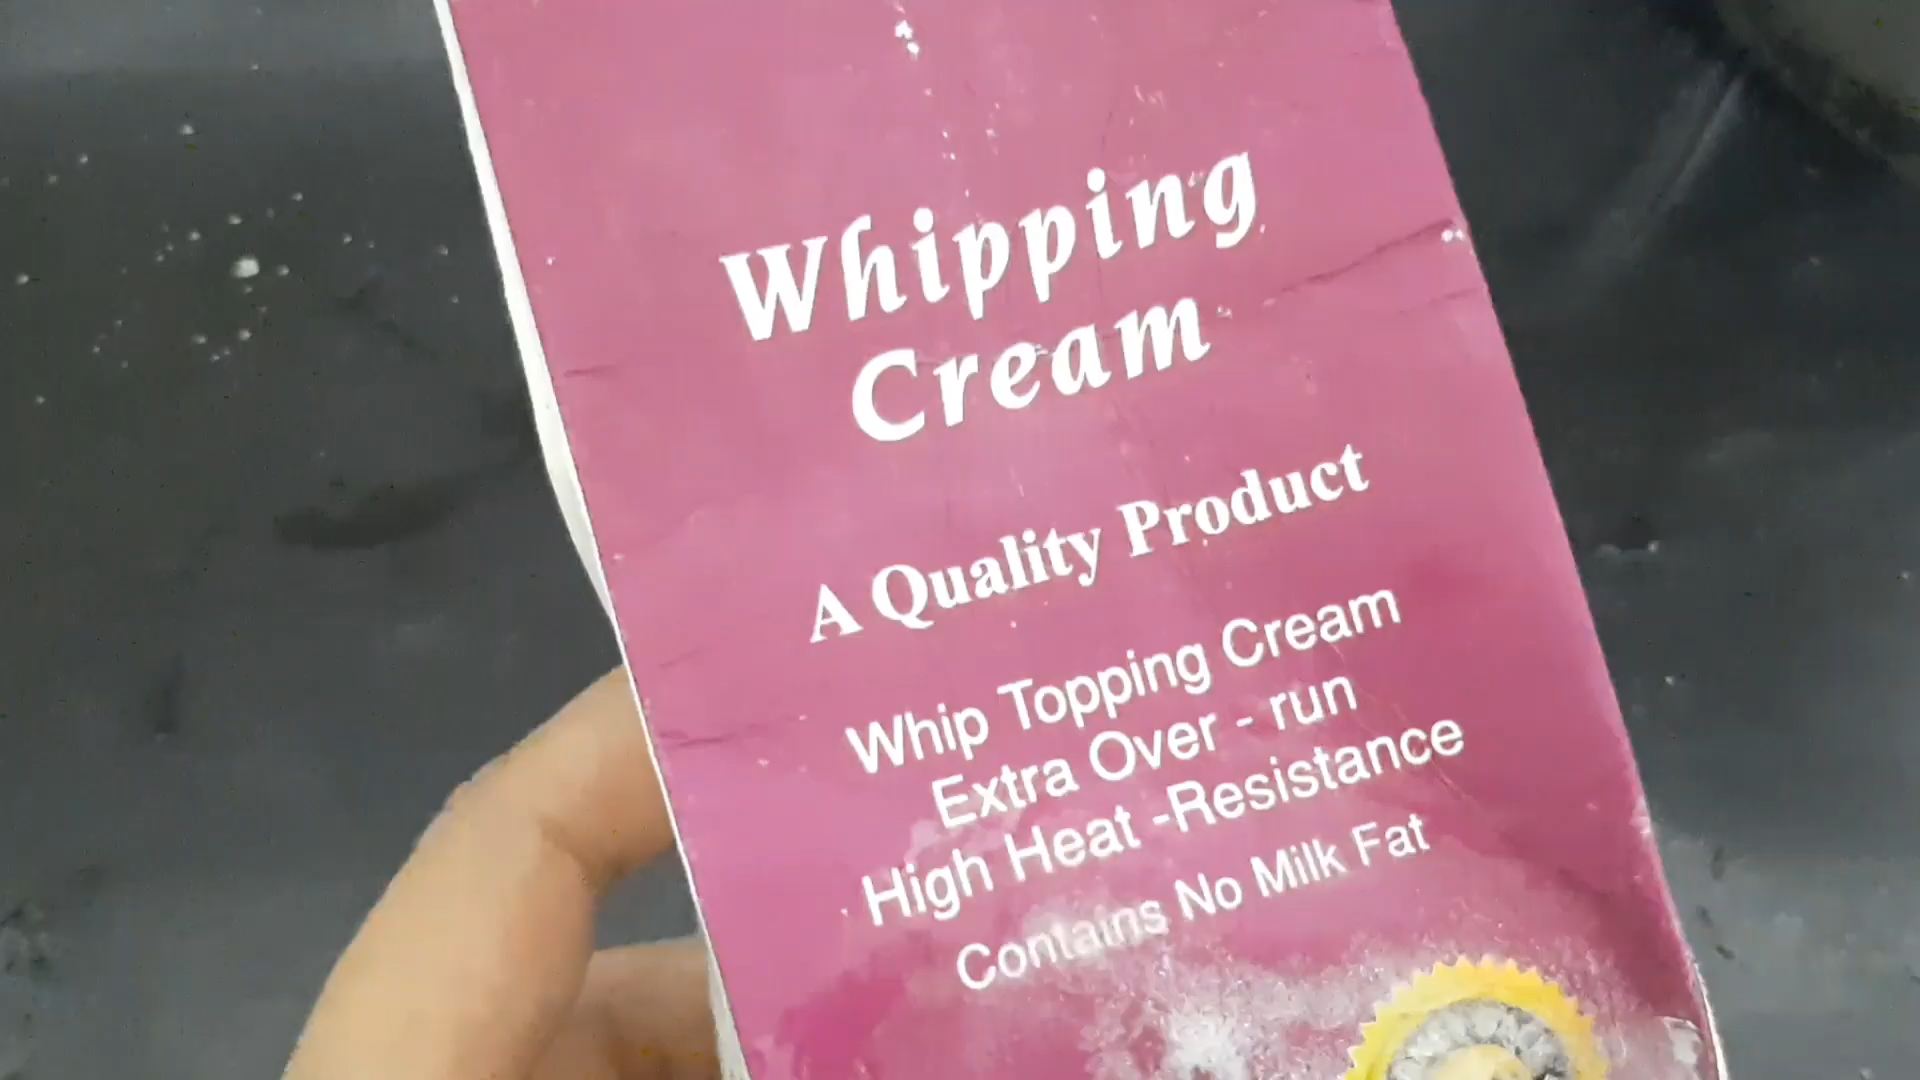 Whipping
Cream
A Quality Product
Whip Topping Cream
Extra Over - run
High Heat -Resistance
Contains No Milk Fat